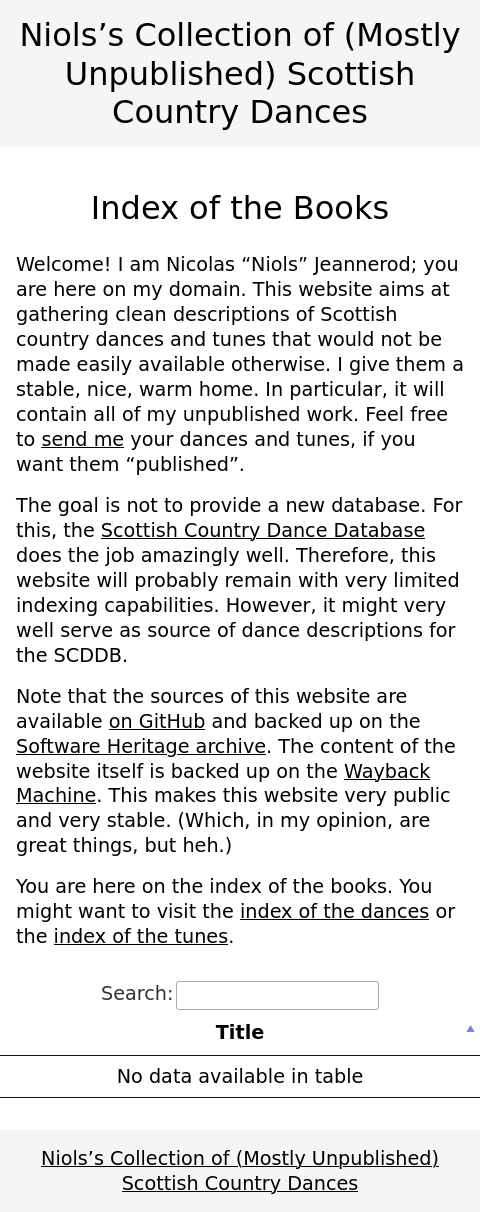 Niols’s Collection of (Mostly
Unpublished) Scottish
Country Dances
Index of the Books
Welcome! I am Nicolas “Niols” Jeannerod; you
are here on my domain. This website aims at
gathering clean descriptions of Scottish
country dances and tunes that would not be
made easily available otherwise. I give them a
stable, nice, warm home. In particular, it will
contain all of my unpublished work. Feel free
to send me your dances and tunes, if you
want them “published”.
The goal is not to provide a new database. For
this, the Scottish Country Dance Database
does the job amazingly well. Therefore, this
website will probably remain with very limited
indexing capabilities. However, it might very
well serve as source of dance descriptions for
the SCDDB.
Note that the sources of this website are
available on GitHub and backed up on the
Software Heritage archive. The content of the
website itself is backed up on the Wayback
Machine. This makes this website very public
and very stable. (Which, in my opinion, are
great things, but heh.)
You are here on the index of the books. You
might want to visit the index of the dances or
the index of the tunes.
Search:
Title
No data available in table
Niols’s Collection of (Mostly Unpublished)
Scottish Country Dances